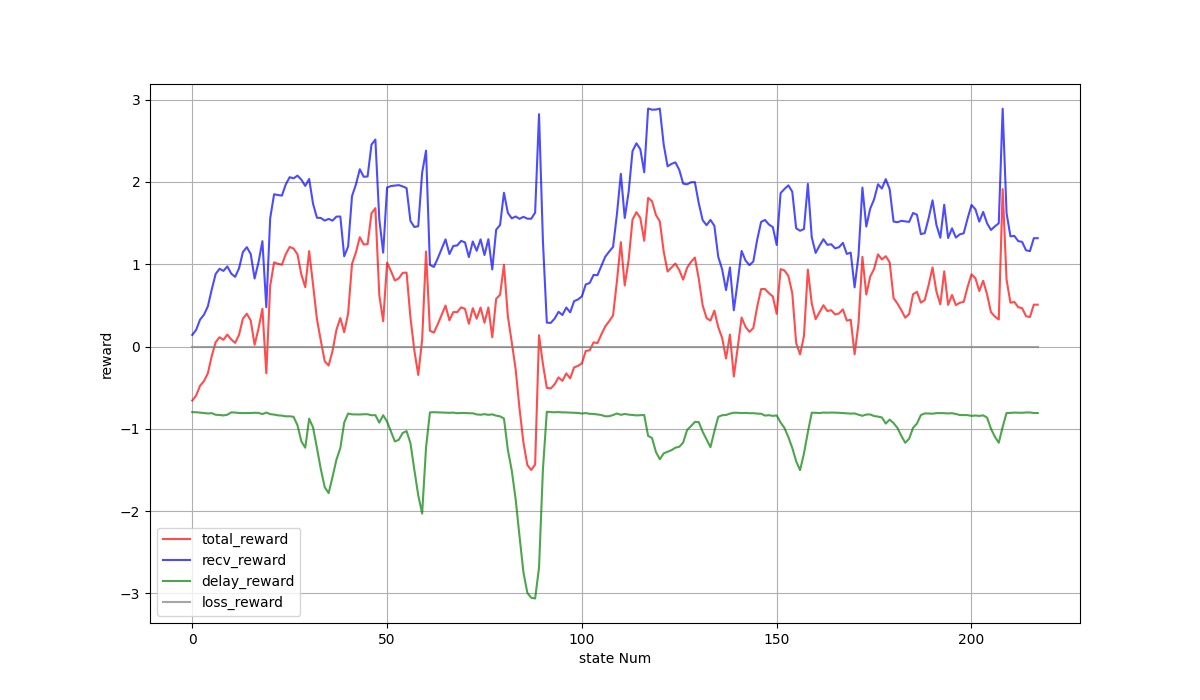 3
2
1
0
−1
−2
−3
reward
total_reward
recv_reward
delay_reward
loss_reward
0 50 100 150 200
state Num